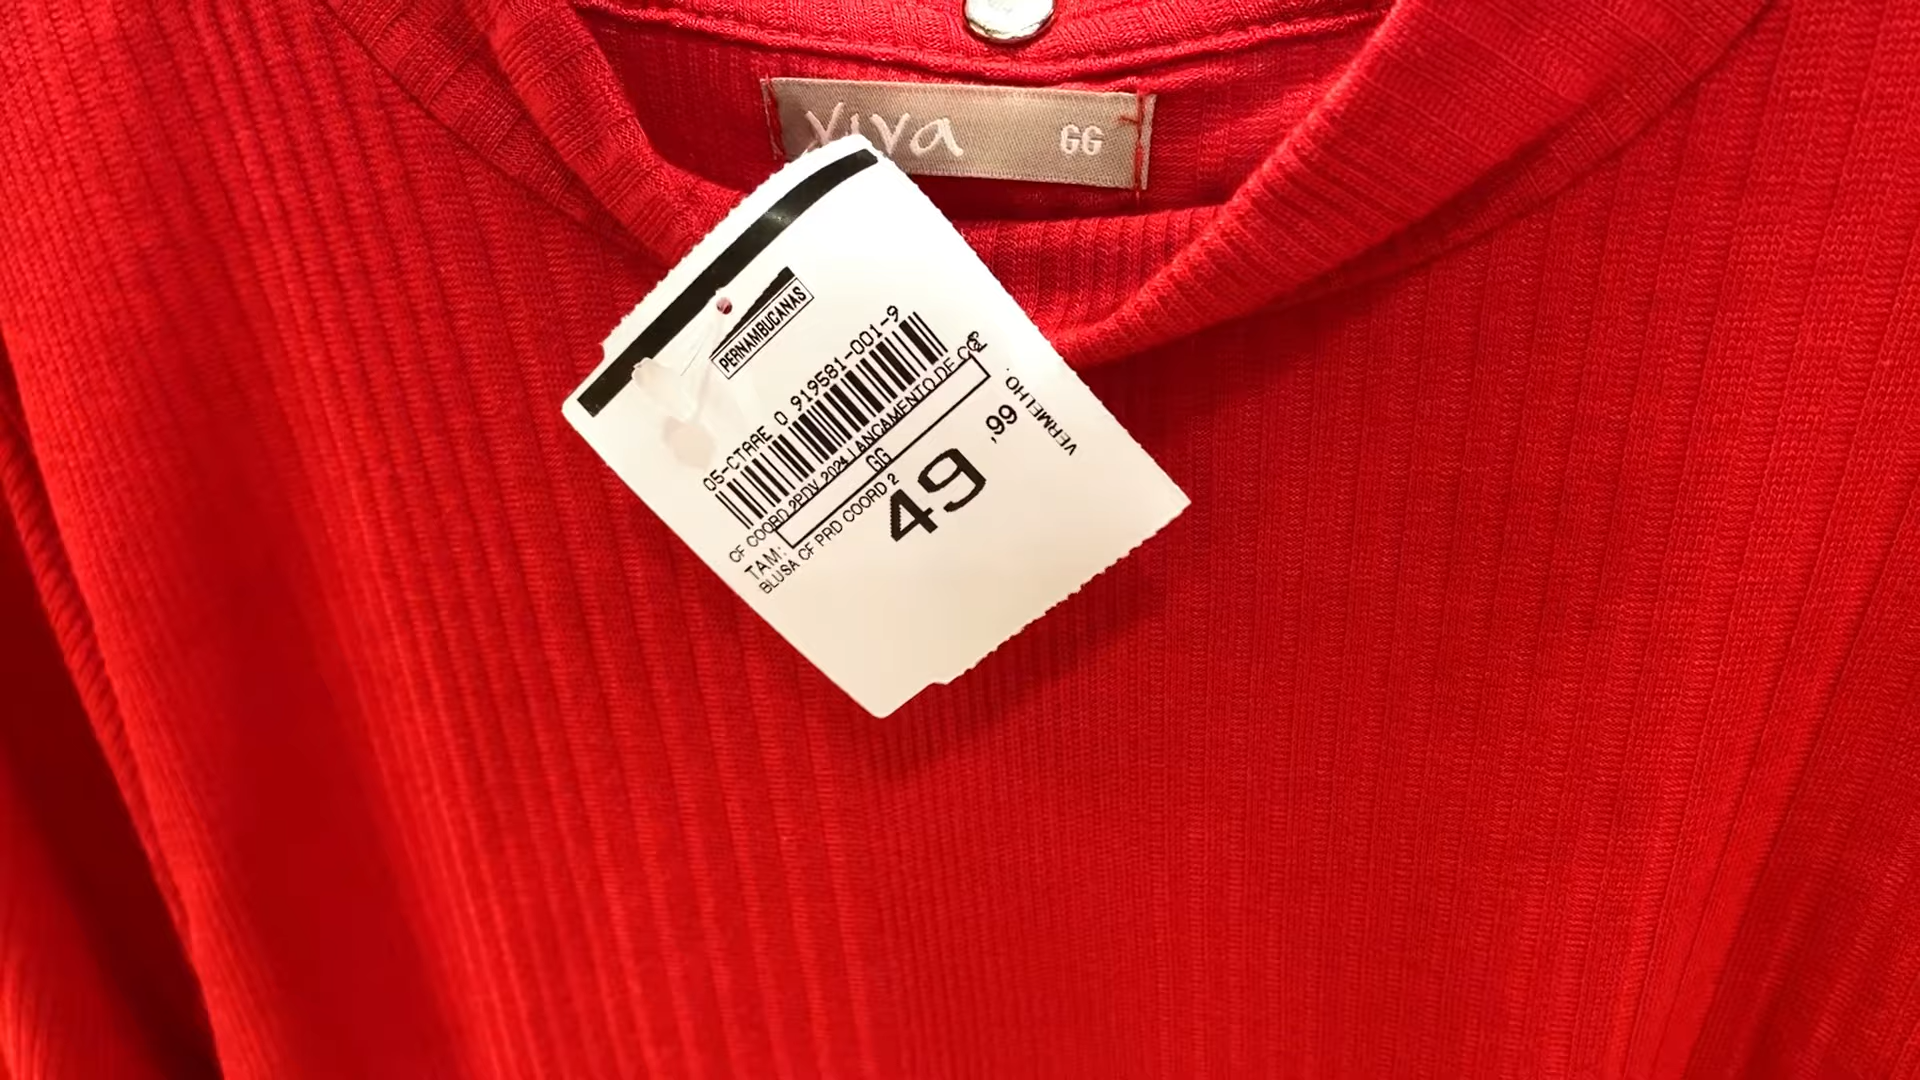 viva GG
PERNAMBUCANAS
05-CTAAE 0 919581-001-9
CF COORD 2PDV 2024 LANCAMENTO DE
TAM: GG
BLUSA CF PRD COORD 2
49,99
VERMELHO